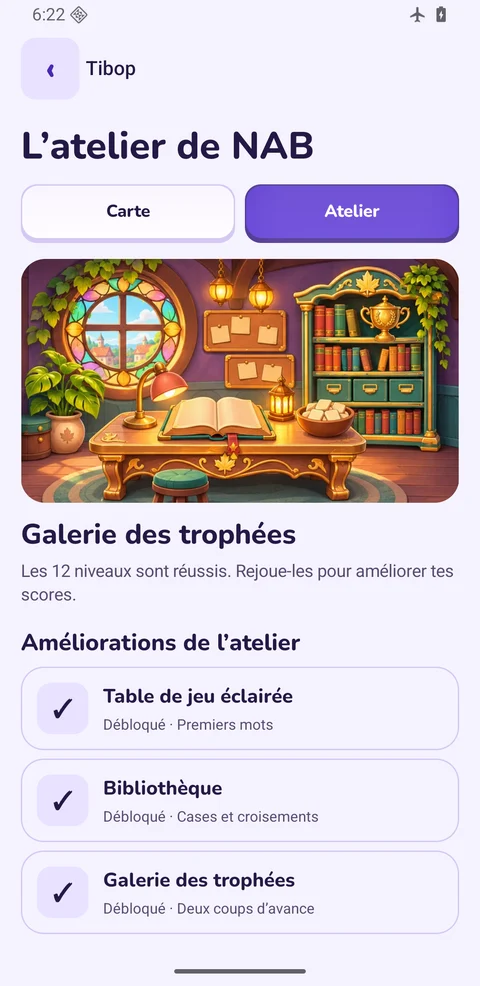 6:22
Tibop
L’atelier de NAB
Carte
Atelier
Galerie des trophées
Les 12 niveaux sont réussis. Rejoue-les pour améliorer tes
scores.
Améliorations de l’atelier
Table de jeu éclairée
Débloqué · Premiers mots
Bibliothèque
Débloqué · Cases et croisements
Galerie des trophées
Débloqué · Deux coups d’avance